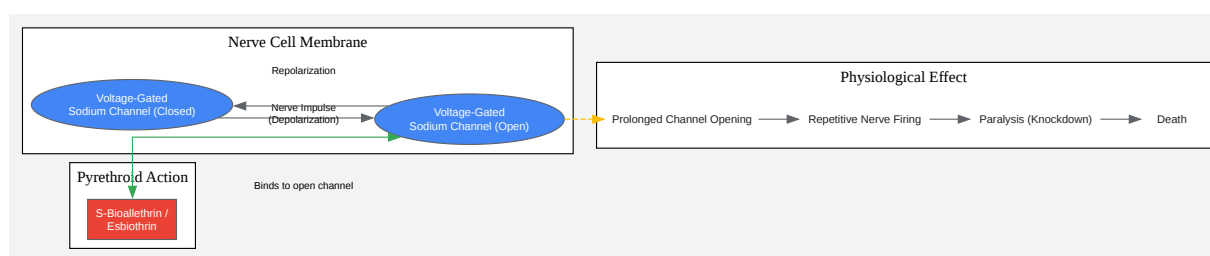 Nerve Cell Membrane
Repolarization
Voltage-Gated
Sodium Channel (Closed)
Nerve Impulse
(Depolarization)
Voltage-Gated
Sodium Channel (Open)
Physiological Effect
Prolonged Channel Opening
Repetitive Nerve Firing
Paralysis (Knockdown)
Death
Pyrethroid Action
Binds to open channel
S-Bioallethrin /
Esbiothrin